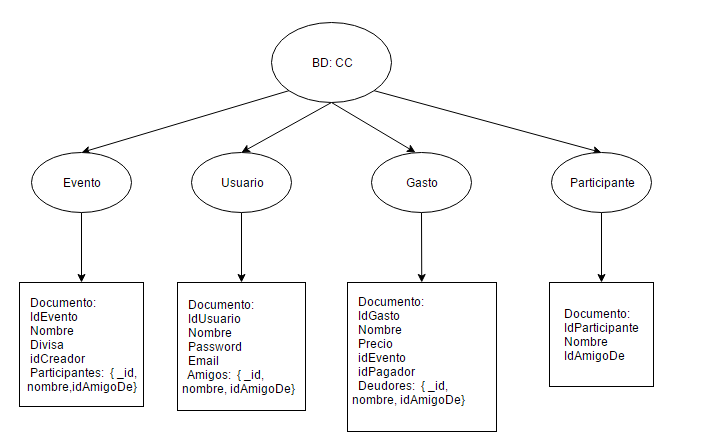 BD: CC
Evento
Usuario
Gasto
Participante
Documento:
IdEvento
Nombre
Divisa
idCreador
Participantes: { _id,
nombre,idAmigoDe}
Documento:
IdUsuario
Nombre
Password
Email
Amigos: { _id,
nombre, idAmigoDe}
Documento:
IdGasto
Nombre
Precio
idEvento
idPagador
Deudores: { _id,
nombre, idAmigoDe}
Documento:
IdParticipante
Nombre
IdAmigoDe